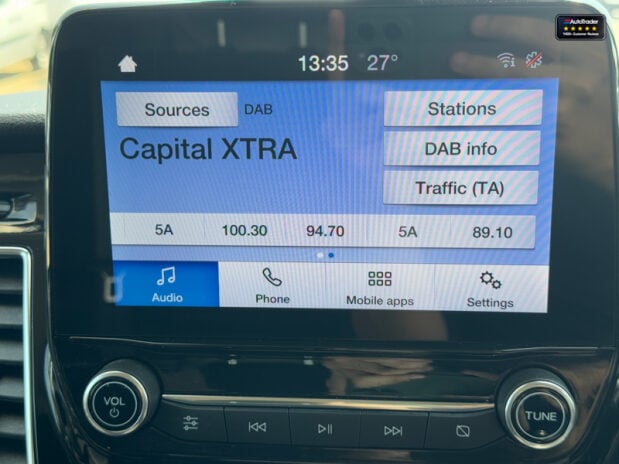 AutoTrader
13:35 27°
Sources DAB Stations
Capital XTRA DAB info
Traffic (TA)
5A 100.30 94.70 5A 89.10
Audio Phone Mobile apps Settings
VOL TUNE